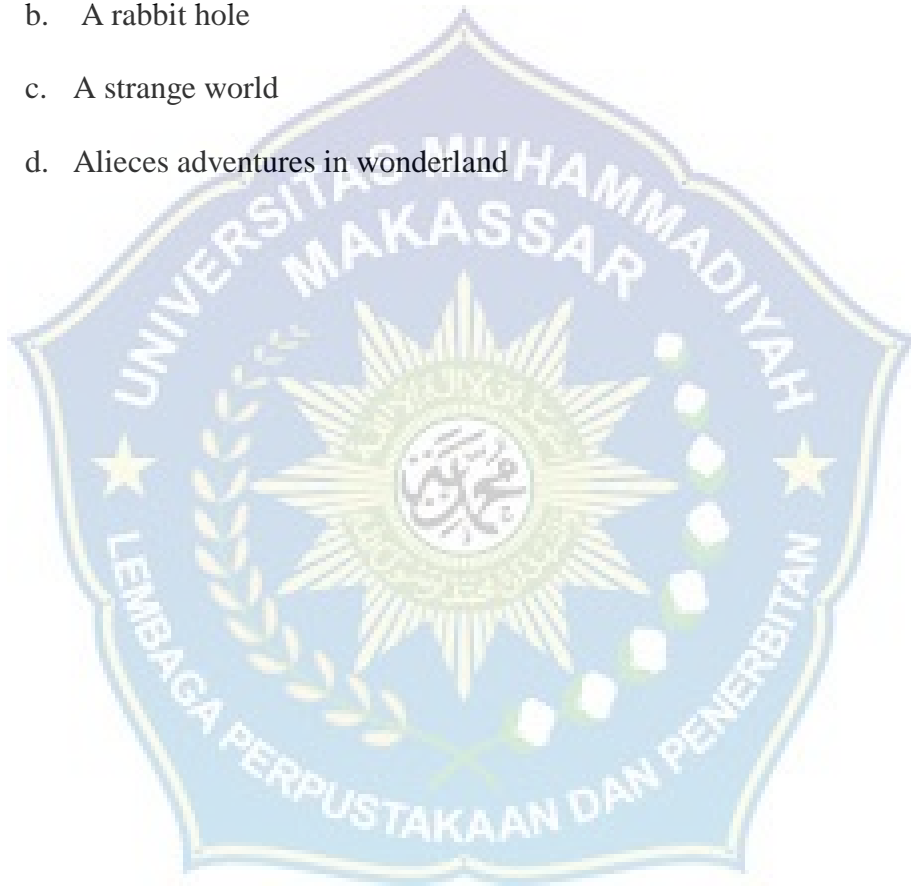 b. A rabbit hole
c. A strange world
d. Alieces adventures in wonderland
UNIVERSITAS MUHAMMADIYAH
MAKASSAR
LEMBAGA PERPUSTAKAAN DAN PENERBITAN